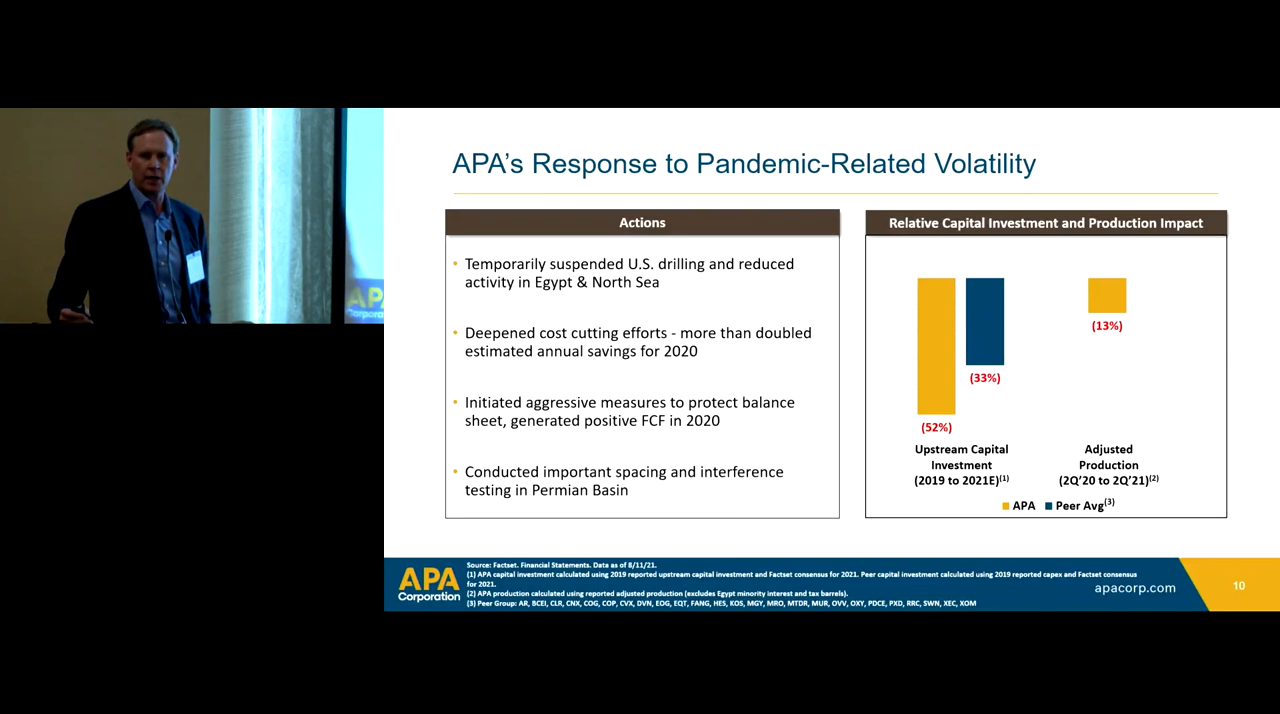 APA's Response to Pandemic-Related Volatility
Actions
• Temporarily suspended U.S. drilling and reduced
activity in Egypt & North Sea
• Deepened cost cutting efforts - more than doubled
estimated annual savings for 2020
• Initiated aggressive measures to protect balance
sheet, generated positive FCF in 2020
• Conducted important spacing and interference
testing in Permian Basin
Relative Capital Investment and Production Impact
(13%)
(33%)
(52%)
Upstream Capital
Investment
(2019 to 2021E)(1)
Adjusted
Production
(2Q'20 to 2Q'21)(2)
APA Peer Avg(3)
APA
Corporation
Source: Factset. Financial Statements. Data as of 8/11/21.
(1) APA capital investment calculated using 2019 reported upstream capital investment and Factset consensus for 2021. Peer capital investment calculated using 2019 reported capex and Factset consensus
for 2021.
(2) APA production calculated using reported adjusted production (excludes Egypt minority interest and tax barrels).
(3) Peer Group: AR, BCEI, CLR, CNX, COG, COP, CVX, DVN, EOG, EQT, FANG, HES, KOS, MGY, MRO, MTDR, MUR, OVV, OXY, PDCE, PXD, RRC, SWN, XEC, XOM
apacorp.com
10